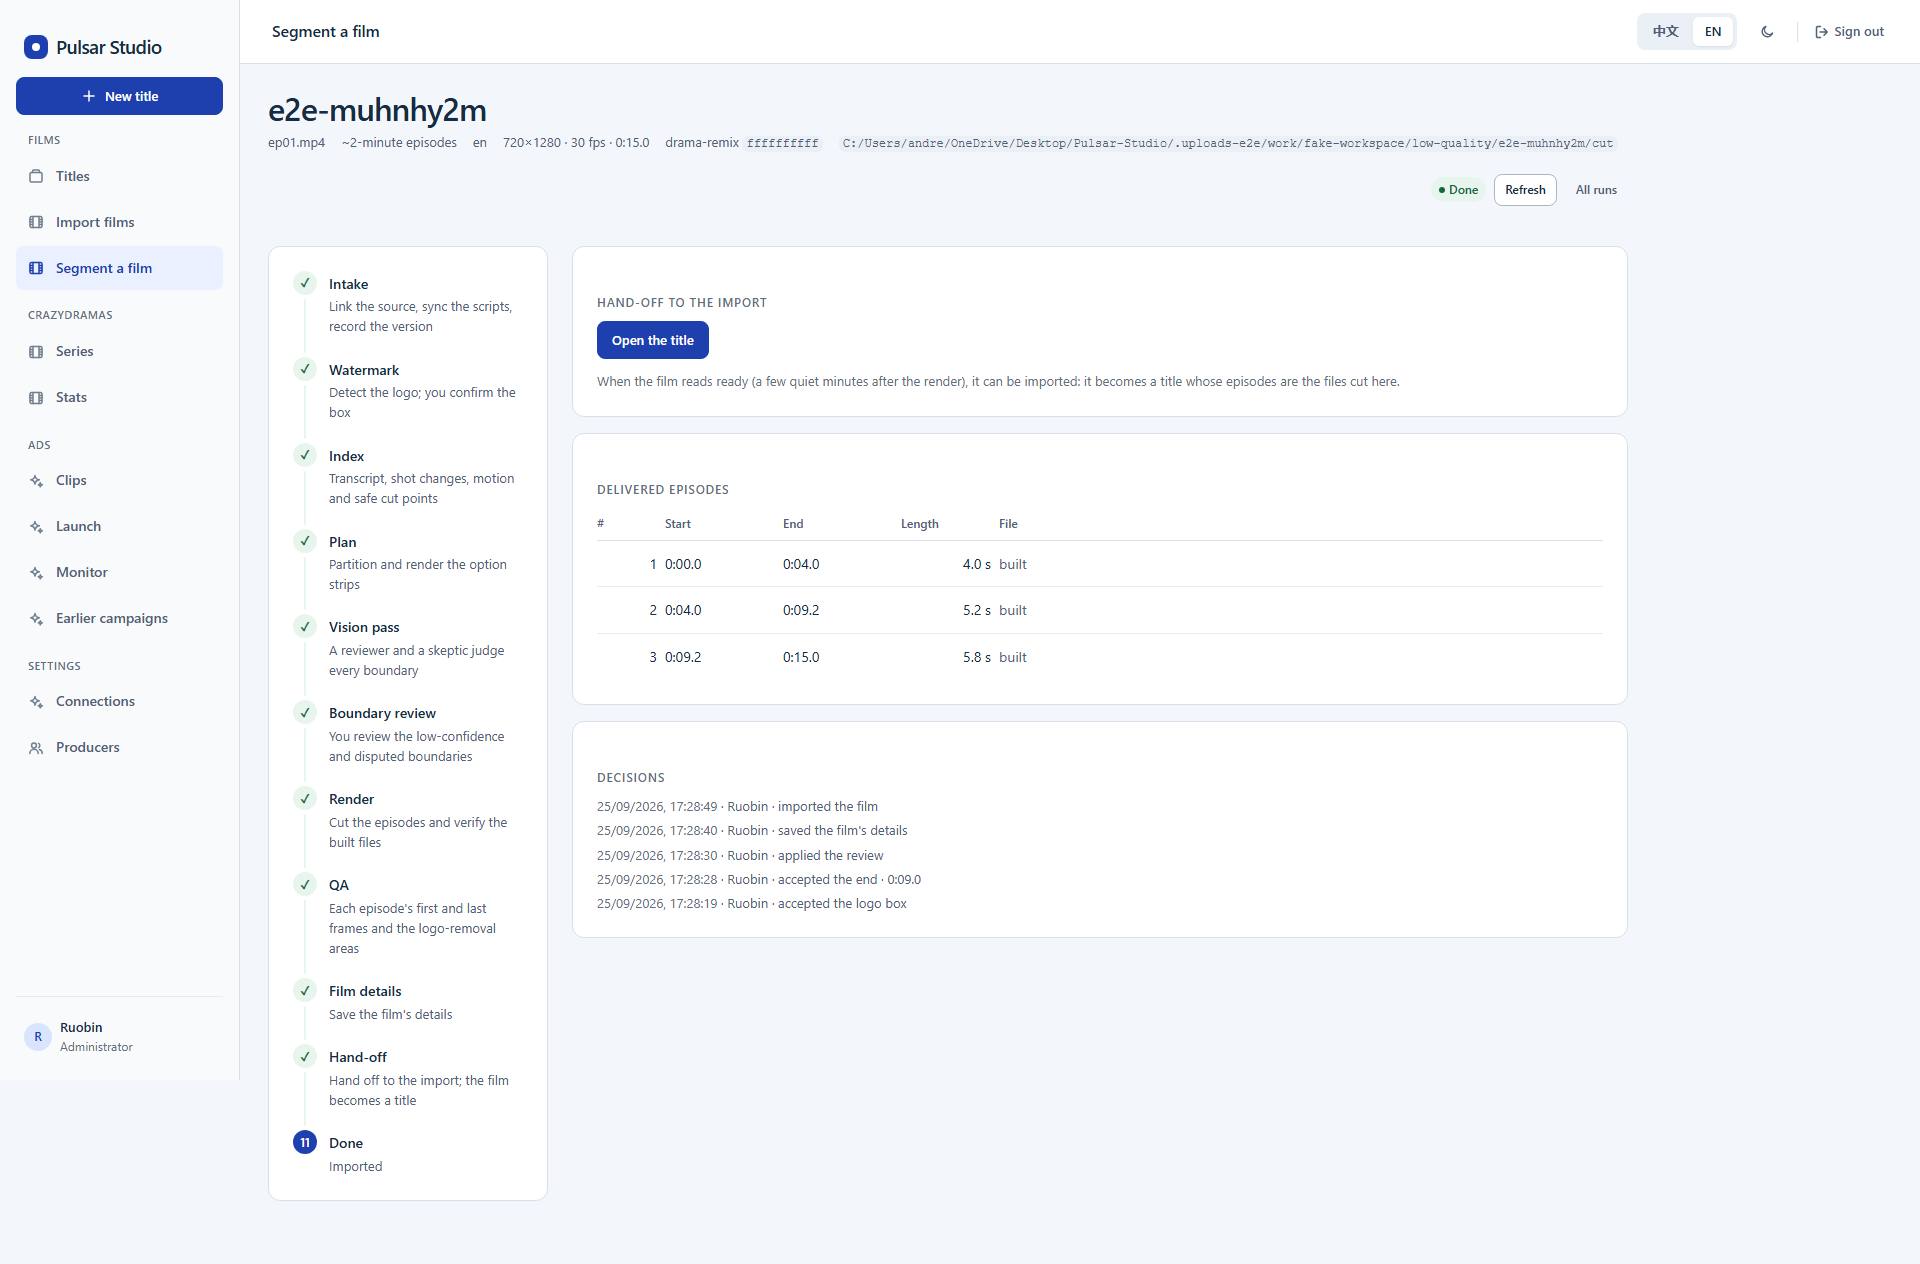 Pulsar Studio
New title
FILMS
Titles
Import films
Segment a film
CRAZYDRAMAS
Series
Stats
ADS
Clips
Launch
Monitor
Earlier campaigns
SETTINGS
Connections
Producers
R
Ruobin
Administrator
Segment a film
中文 EN
Sign out
e2e-muhnhy2m
ep01.mp4 ~2-minute episodes en 720×1280 · 30 fps · 0:15.0 drama-remix ffffffffff C:/Users/andre/OneDrive/Desktop/Pulsar-Studio/.uploads-e2e/work/fake-workspace/low-quality/e2e-muhnhy2m/cut
Done Refresh All runs
Intake
Link the source, sync the scripts,
record the version
Watermark
Detect the logo; you confirm the
box
Index
Transcript, shot changes, motion
and safe cut points
Plan
Partition and render the option
strips
Vision pass
A reviewer and a skeptic judge
every boundary
Boundary review
You review the low-confidence
and disputed boundaries
Render
Cut the episodes and verify the
built files
QA
Each episode's first and last
frames and the logo-removal
areas
Film details
Save the film's details
Hand-off
Hand off to the import; the film
becomes a title
11 Done
Imported
HAND-OFF TO THE IMPORT
Open the title
When the film reads ready (a few quiet minutes after the render), it can be imported: it becomes a title whose episodes are the files cut here.
DELIVERED EPISODES
# Start End Length File
1 0:00.0 0:04.0 4.0 s built
2 0:04.0 0:09.2 5.2 s built
3 0:09.2 0:15.0 5.8 s built
DECISIONS
25/09/2026, 17:28:49 · Ruobin · imported the film
25/09/2026, 17:28:40 · Ruobin · saved the film's details
25/09/2026, 17:28:30 · Ruobin · applied the review
25/09/2026, 17:28:28 · Ruobin · accepted the end · 0:09.0
25/09/2026, 17:28:19 · Ruobin · accepted the logo box